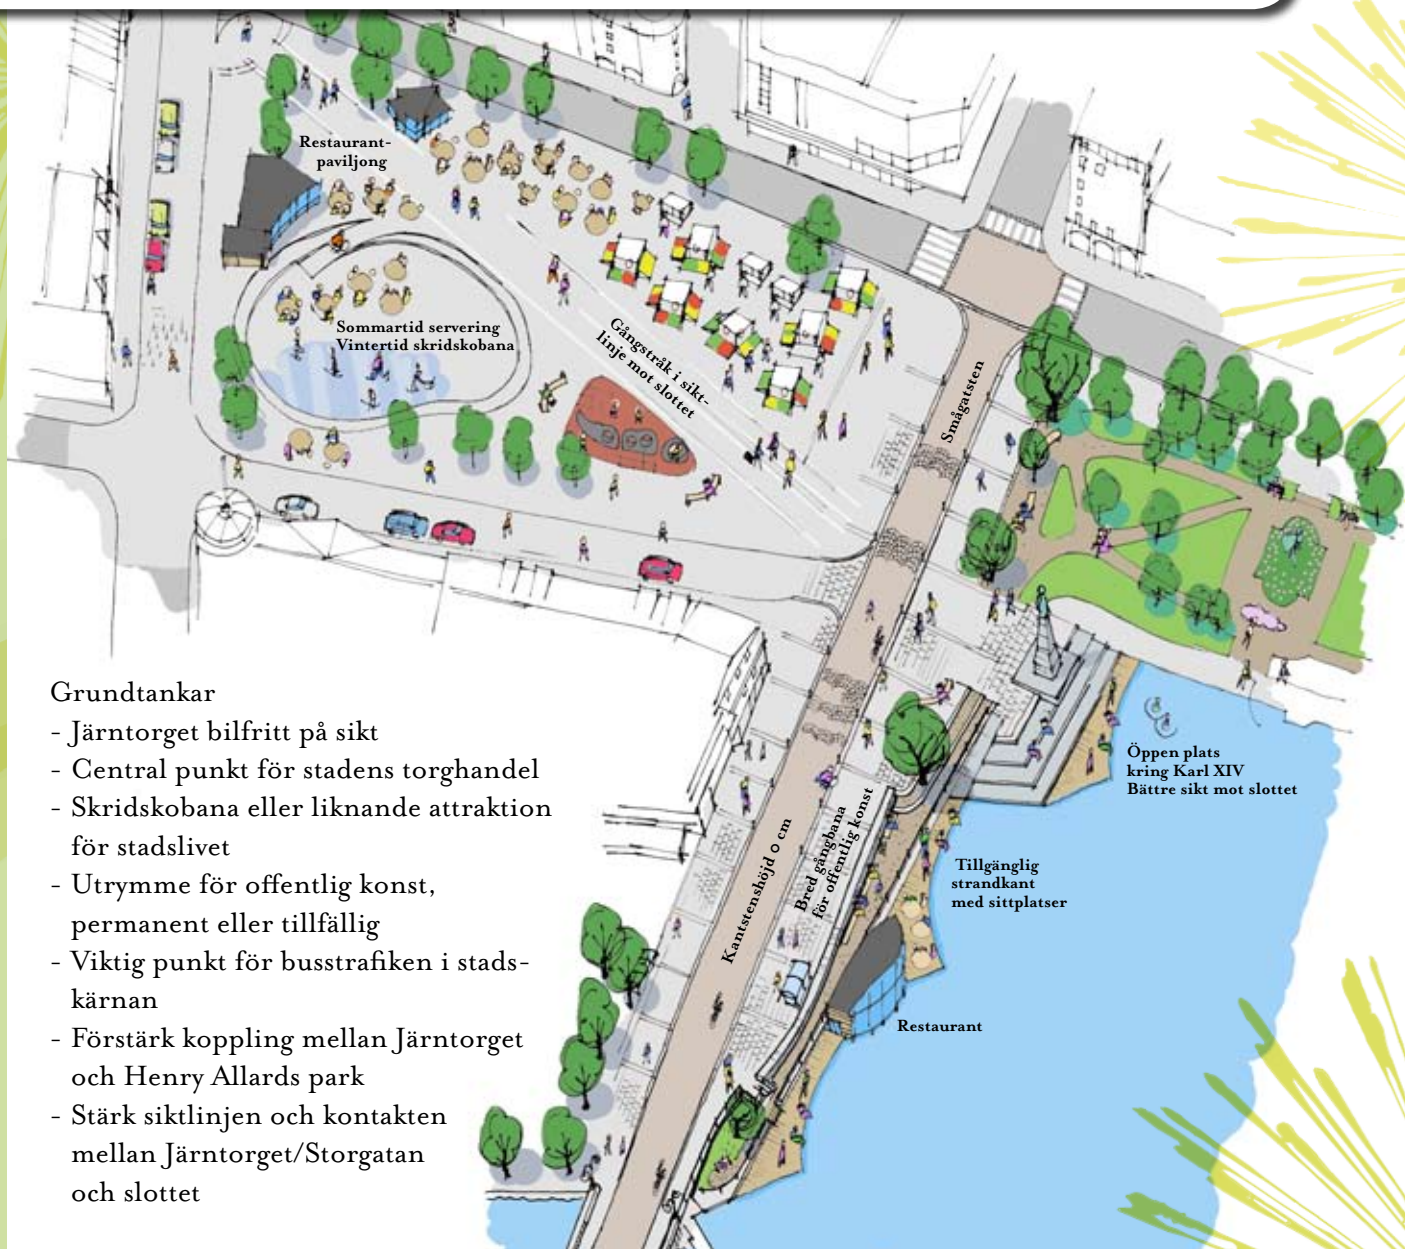 Restaurant-
paviljong
Sommartid servering
Vintertid skridskobana
Gångstråk i sikt-
linje mot slottet
Smågatsten
Grundtankar
- Järntorget bilfritt på sikt
- Central punkt för stadens torghandel
- Skridskobana eller liknande attraktion
för stadslivet
- Utrymme för offentlig konst,
permanent eller tillfällig
- Viktig punkt för busstrafiken i stads-
kärnan
- Förstärk koppling mellan Järntorget
och Henry Allards park
- Stärk siktlinjen och kontakten
mellan Järntorget/Storgatan
och slottet
Kantstenshöjd 0 cm
Bred gångbana
för offentlig konst
Öppen plats
kring Karl XIV
Bättre sikt mot slottet
Tillgänglig
strandkant
med sittplatser
Restaurant